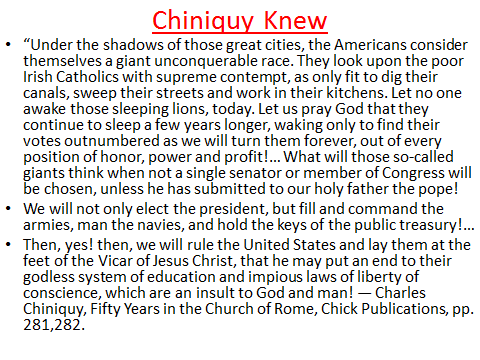 Chiniquy Knew
• “Under the shadows of those great cities, the Americans consider
themselves a giant unconquerable race. They look upon the poor
Irish Catholics with supreme contempt, as only fit to dig their
canals, sweep their streets and work in their kitchens. Let no one
awake those sleeping lions, today. Let us pray God that they
continue to sleep a few years longer, waking only to find their
votes outnumbered as we will turn them forever, out of every
position of honor, power and profit!… What will those so-called
giants think when not a single senator or member of Congress will
be chosen, unless he has submitted to our holy father the pope!
• We will not only elect the president, but fill and command the
armies, man the navies, and hold the keys of the public treasury!…
• Then, yes! then, we will rule the United States and lay them at the
feet of the Vicar of Jesus Christ, that he may put an end to their
godless system of education and impious laws of liberty of
conscience, which are an insult to God and man! — Charles
Chiniquy, Fifty Years in the Church of Rome, Chick Publications, pp.
281,282.